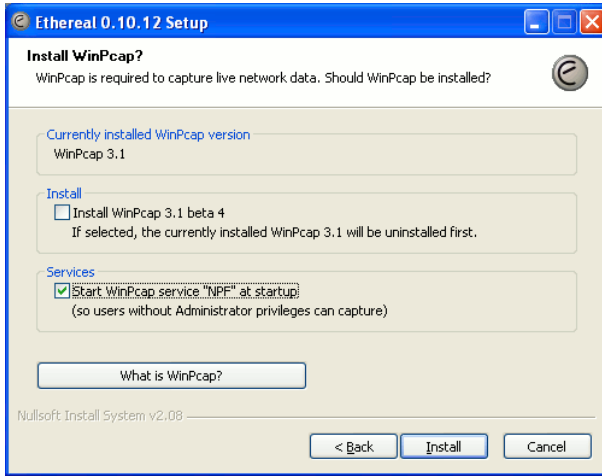 Ethereal 0.10.12 Setup
Install WinPcap?
WinPcap is required to capture live network data. Should WinPcap be installed?
Currently installed WinPcap version
WinPcap 3.1
Install
Install WinPcap 3.1 beta 4
If selected, the currently installed WinPcap 3.1 will be uninstalled first.
Services
Start WinPcap service "NPF" at startup
(so users without Administrator privileges can capture)
What is WinPcap?
Nullsoft Install System v2.08
< Back Install Cancel